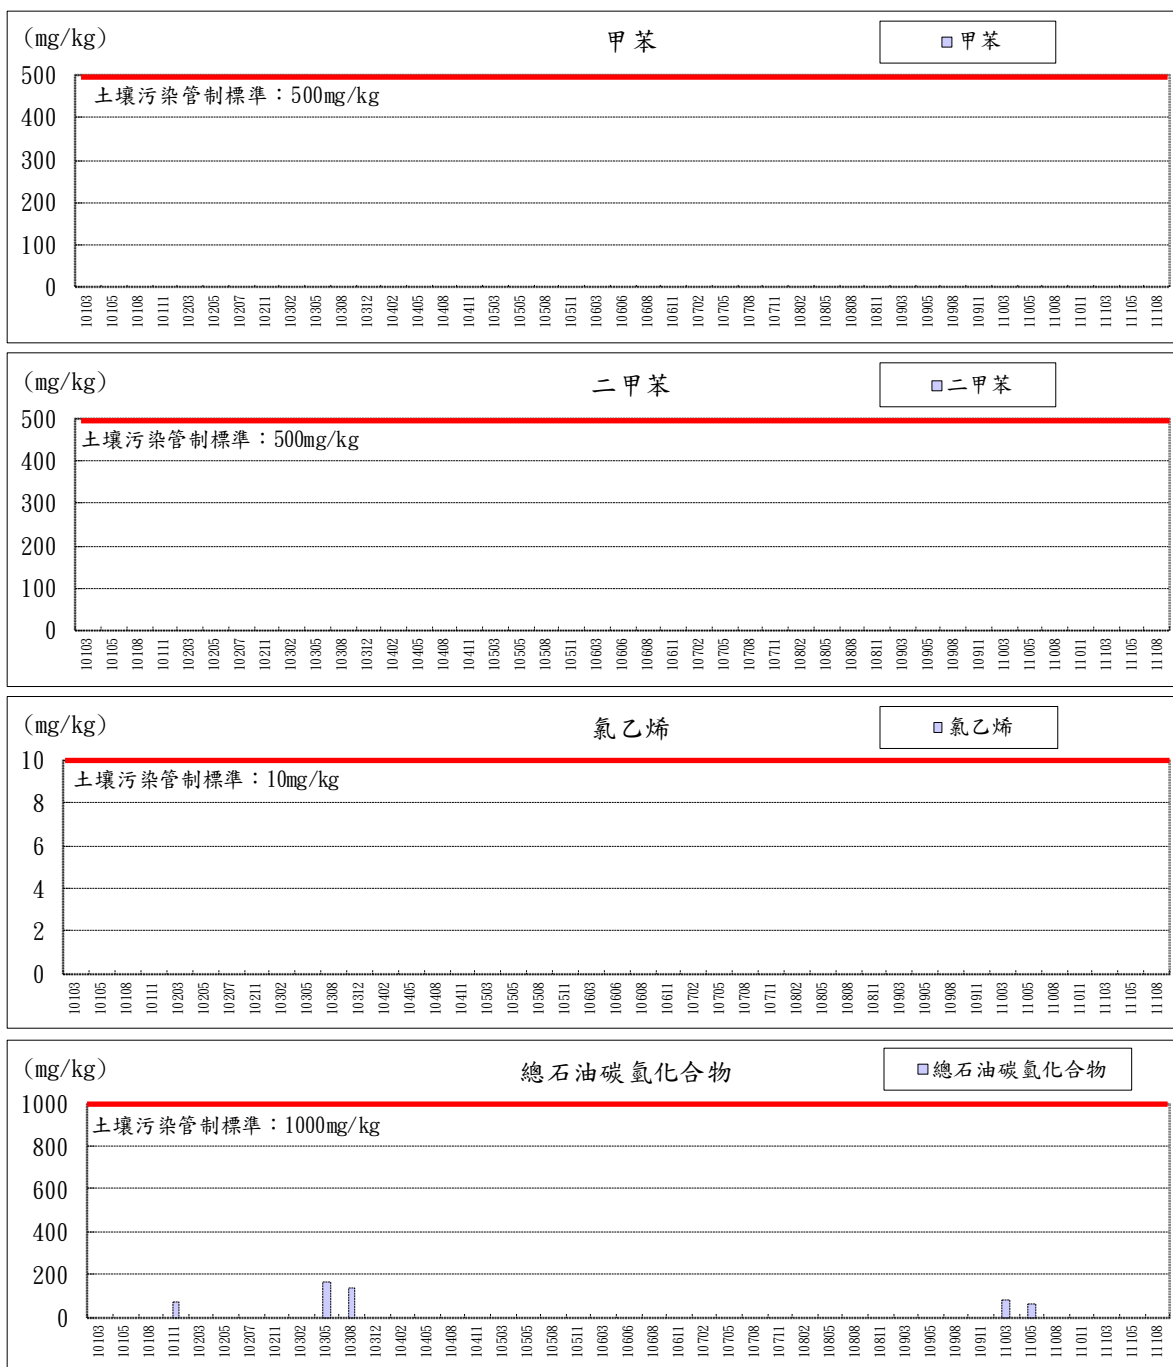 (mg/kg)
甲苯
甲苯
土壤污染管制標準：500mg/kg
500
400
300
200
100
0
10103 10105 10108 10111 10203 10205 10207 10211 10302 10305 10308 10312 10402 10405 10408 10411 10503 10505 10508 10511 10603 10606 10608 10611 10702 10705 10708 10711 10802 10805 10808 10811 10903 10905 10908 10911 11003 11005 11008 11011 11103 11105 11108
(mg/kg)
二甲苯
二甲苯
土壤污染管制標準：500mg/kg
500
400
300
200
100
0
10103 10105 10108 10111 10203 10205 10207 10211 10302 10305 10308 10312 10402 10405 10408 10411 10503 10505 10508 10511 10603 10606 10608 10611 10702 10705 10708 10711 10802 10805 10808 10811 10903 10905 10908 10911 11003 11005 11008 11011 11103 11105 11108
(mg/kg)
氯乙烯
氯乙烯
土壤污染管制標準：10mg/kg
10
8
6
4
2
0
10103 10105 10108 10111 10203 10205 10207 10211 10302 10305 10308 10312 10402 10405 10408 10411 10503 10505 10508 10511 10603 10606 10608 10611 10702 10705 10708 10711 10802 10805 10808 10811 10903 10905 10908 10911 11003 11005 11008 11011 11103 11105 11108
(mg/kg)
總石油碳氫化合物
總石油碳氫化合物
土壤污染管制標準：1000mg/kg
1000
800
600
400
200
0
10103 10105 10108 10111 10203 10205 10207 10211 10302 10305 10308 10312 10402 10405 10408 10411 10503 10505 10508 10511 10603 10606 10608 10611 10702 10705 10708 10711 10802 10805 10808 10811 10903 10905 10908 10911 11003 11005 11008 11011 11103 11105 11108